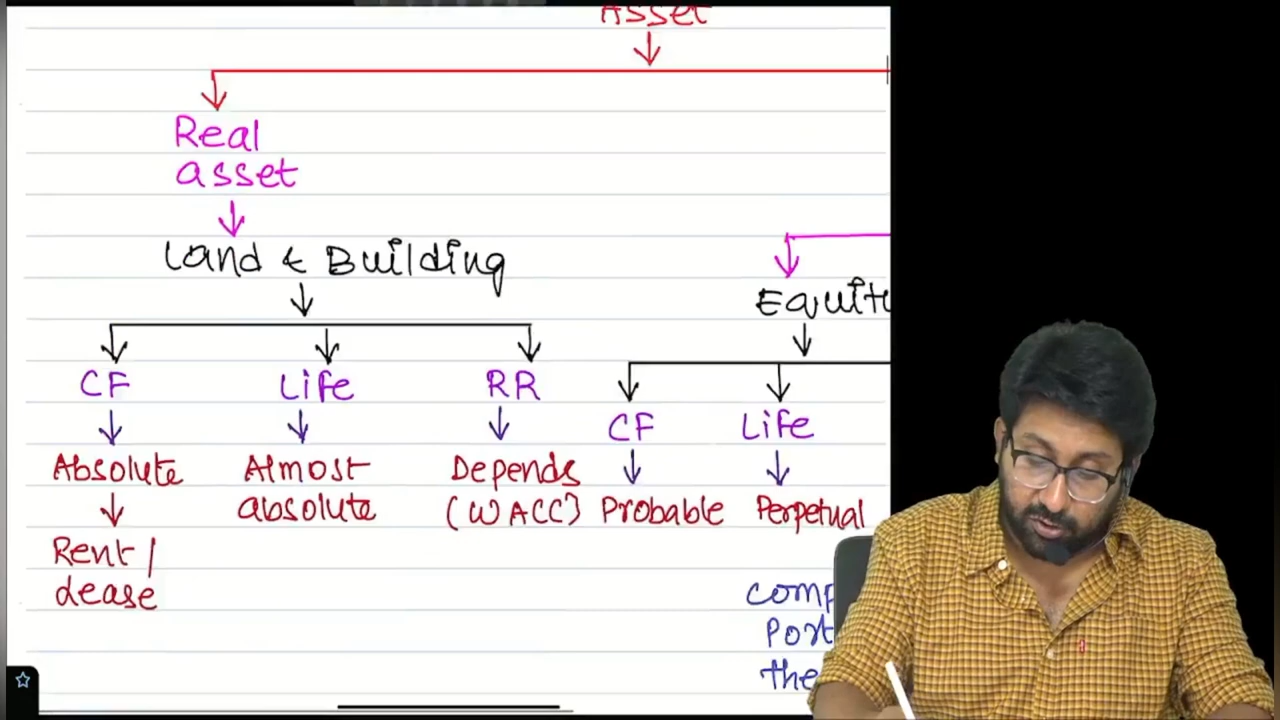 Asset
Real
asset
Land & Building
CF Life RR
Absolute
Almost
absolute
Depends
(WACC)
Rent /
Lease
CF Life
Probable Perpetual